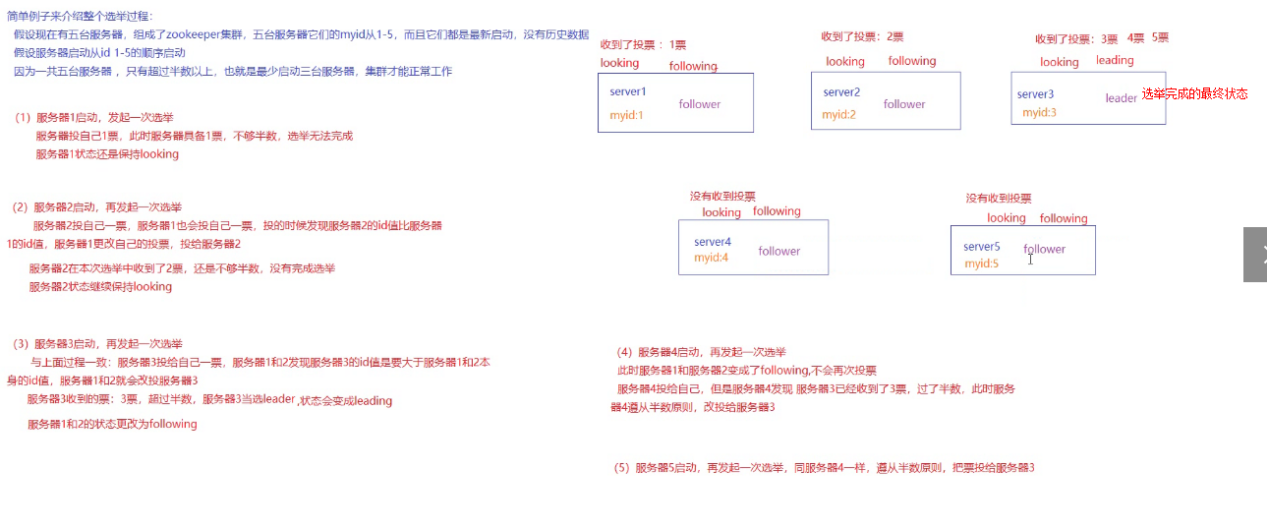 简单例子来介绍整个选举过程：
假设现在有五台服务器，组成了zookeeper集群，五台服务器它们的myid从1-5，而且它们都是最新启动，没有历史数据
假设服务器启动从id 1-5的顺序启动
因为一共五台服务器，只有超过半数以上，也就是最少启动三台服务器，集群才能正常工作
（1）服务器1启动，发起一次选举
服务器投自己1票，此时服务器具备1票，不够半数，选举无法完成
服务器1状态还是保持looking
（2）服务器2启动，再发起一次选举
服务器2投自己一票，服务器1也会投自己一票，投的时候发现服务器2的id值比服务器
1的id值，服务器1更改自己的投票，投给服务器2
服务器2在本次选举中收到了2票，还是不够半数，没有完成选举
服务器2状态继续保持looking
（3）服务器3启动，再发起一次选举
与上面过程一致：服务器3投给自己一票，服务器1和2发现服务器3的id值是要大于服务器1和2本
身的id值，服务器1和2就会改投服务器3
服务器3收到的票：3票，超过半数，服务器3当选leader,状态会变成leading
服务器1和2的状态更改为following
收到了投票：1票
looking following
server1
follower
myid:1
收到了投票：2票
looking following
server2
follower
myid:2
收到了投票：3票 4票 5票
looking leading
server3
leader 选举完成的最终状态
myid:3
没有收到投票
looking following
server4
follower
myid:4
没有收到投票
looking following
server5
follower
myid:5
（4）服务器4启动，再发起一次选举
此时服务器1和服务器2变成了following,不会再次投票
服务器4投给自己，但是服务器4发现 服务器3已经收到了3票，过了半数，此时服务
器4遵从半数原则，改投给服务器3
（5）服务器5启动，再发起一次选举，同服务器4一样，遵从半数原则，把票投给服务器3